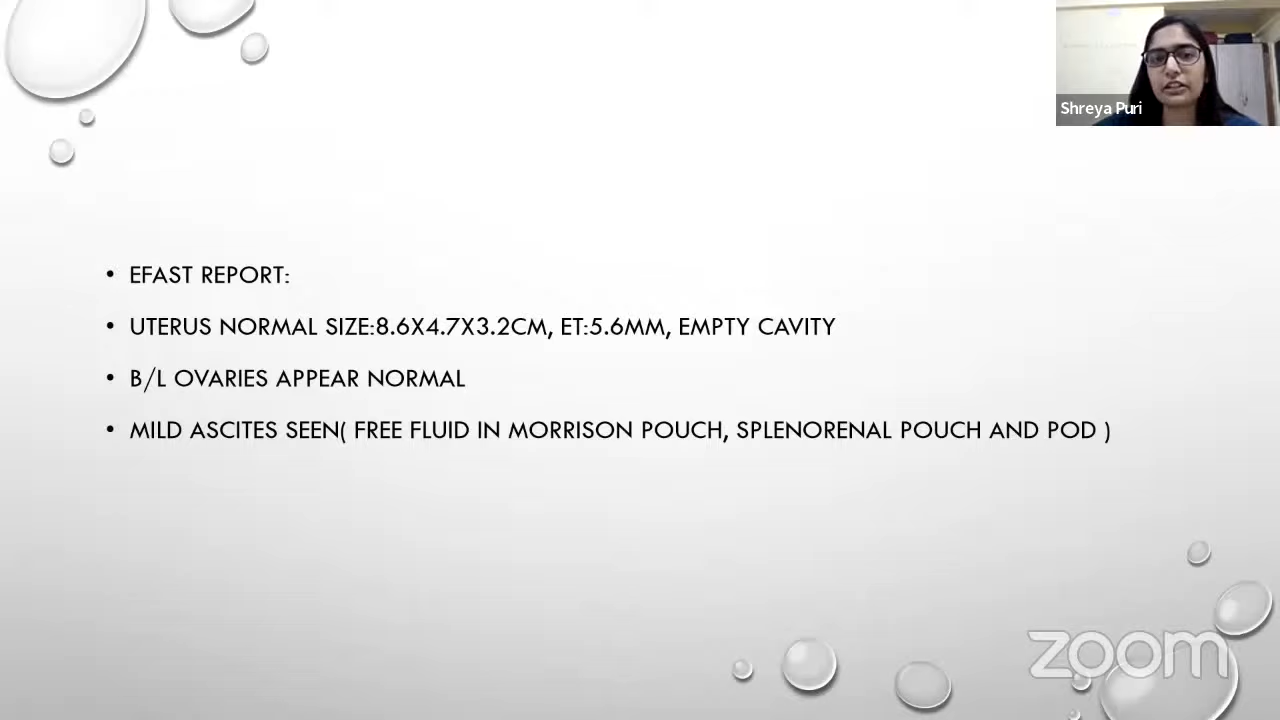 Shreya Puri
• EFAST REPORT:
• UTERUS NORMAL SIZE:8.6X4.7X3.2CM, ET:5.6MM, EMPTY CAVITY
• B/L OVARIES APPEAR NORMAL
• MILD ASCITES SEEN( FREE FLUID IN MORRISON POUCH, SPLENORENAL POUCH AND POD )
zoom